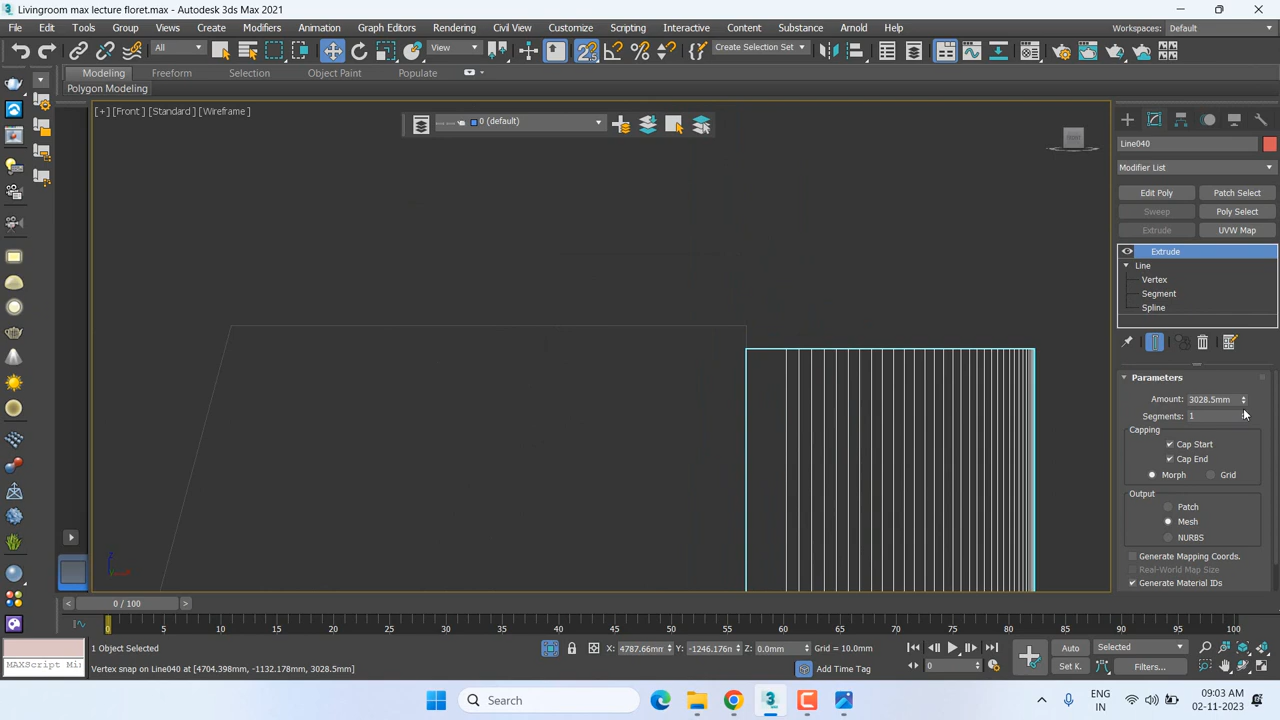 Livingroom max lecture floret.max - Autodesk 3ds Max 2021
File Edit Tools Group Views Create Modifiers Animation Graph Editors Rendering Civil View Customize Scripting Interactive Content Substance Arnold Help
Workspaces: Default
All View Create Selection Set
Modeling Freeform Selection Object Paint Populate
Polygon Modeling
[+] [Front ] [Standard ] [Wireframe ]
0 (default)
Line040
Modifier List
Edit Poly Patch Select
Sweep Poly Select
Extrude UVW Map
Extrude
Line
Vertex
Segment
Spline
Parameters
Amount: 3028.5mm
Segments: 1
Capping
Cap Start
Cap End
Morph Grid
Output
Patch
Mesh
NURBS
Generate Mapping Coords.
Real-World Map Size
Generate Material IDs
< 0 / 100 >
0 5 10 15 20 25 30 35 40 45 50 55 60 65 70 75 80 85 90 95 100
1 Object Selected
X: 4787.66mm Y: -1246.176n Z: 0.0mm Grid = 10.0mm
Auto Selected
MAXScript Mi
Vertex snap on Line040 at [4704.398mm, -1132.178mm, 3028.5mm]
Add Time Tag
0
Set K. Filters...
Search
ENG
IN
09:03 AM
02-11-2023